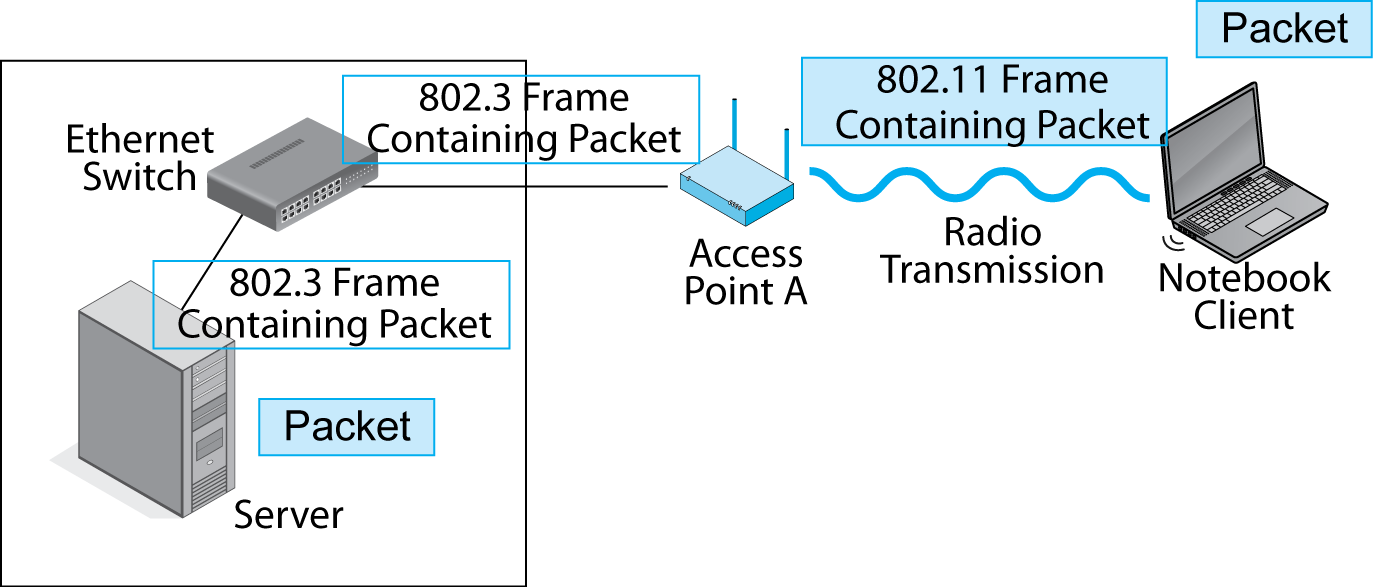 Packet
802.11 Frame
Containing Packet
802.3 Frame
Containing Packet
Ethernet
Switch
Radio
Transmission
Access
Point A
Notebook
Client
802.3 Frame
Containing Packet
Packet
Server